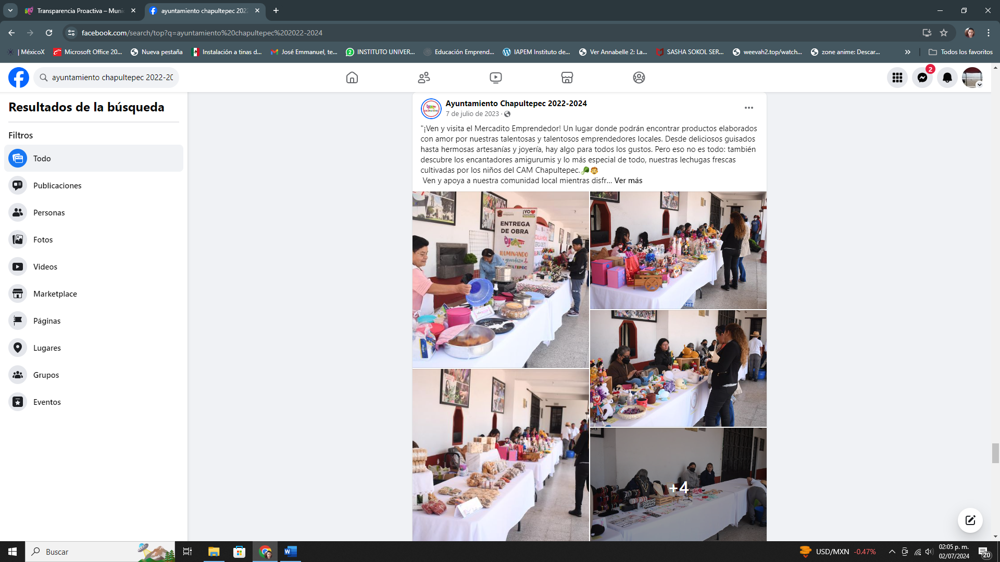 Transparencia Proactiva – Muni
ayuntamiento chapultepec 202
facebook.com/search/top?q=ayuntamiento%20chapultepec%202022-2024
| MéxicoX
Microsoft Office 20...
Nueva pestaña
Instalación a tinas d...
José Emmanuel, te...
INSTITUTO UNIVER...
Educación Emprend...
IAPEM Instituto de...
Ver Annabelle 2: La...
SASHA SOKOL SER...
weevah2.top/watch...
zone anime: Descar...
Todos los favoritos
ayuntamiento chapultepec 2022-20
2
Resultados de la búsqueda
Filtros
Todo
Publicaciones
Personas
Fotos
Videos
Marketplace
Páginas
Lugares
Grupos
Eventos
Ayuntamiento Chapultepec 2022-2024
7 de julio de 2023 ·
"¡Ven y visita el Mercadito Emprendedor! Un lugar donde podrán encontrar productos elaborados
con amor por nuestras talentosas y talentosos emprendedores locales. Desde deliciosos guisados
hasta hermosas artesanías y joyería, hay algo para todos los gustos. Pero eso no es todo: también
descubre los encantadores amigurumis y lo más especial de todo, nuestras lechugas frescas
cultivadas por los niños del CAM Chapultepec.🥬🧒
Ven y apoya a nuestra comunidad local mientras disfr... Ver más
¡YO
ENTREGA
DE OBRA
ILUMINANDO
+4
Buscar
USD/MXN -0.47%
02:05 p. m.
02/07/2024
20